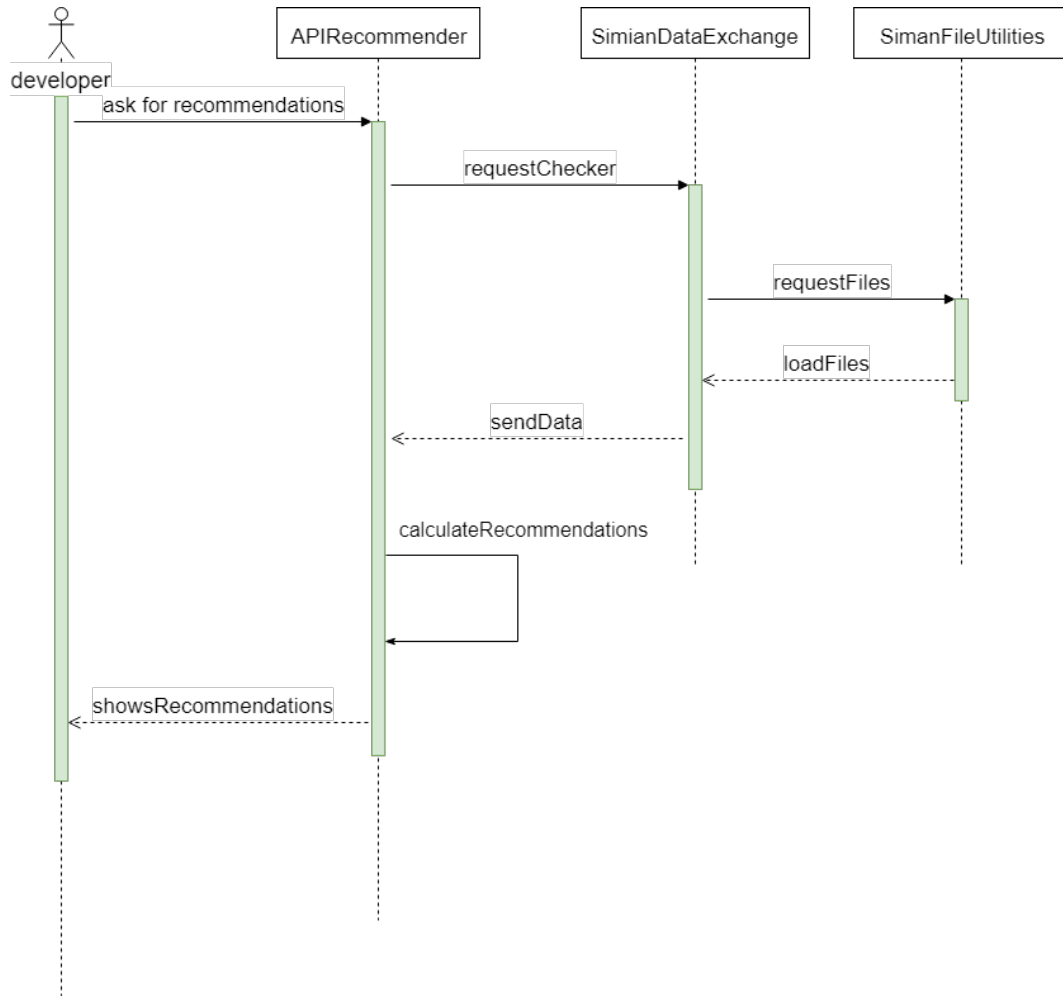 APIRecommender
SimianDataExchange
SimanFileUtilities
developer
ask for recommendations
requestChecker
requestFiles
loadFiles
sendData
calculateRecommendations
showsRecommendations